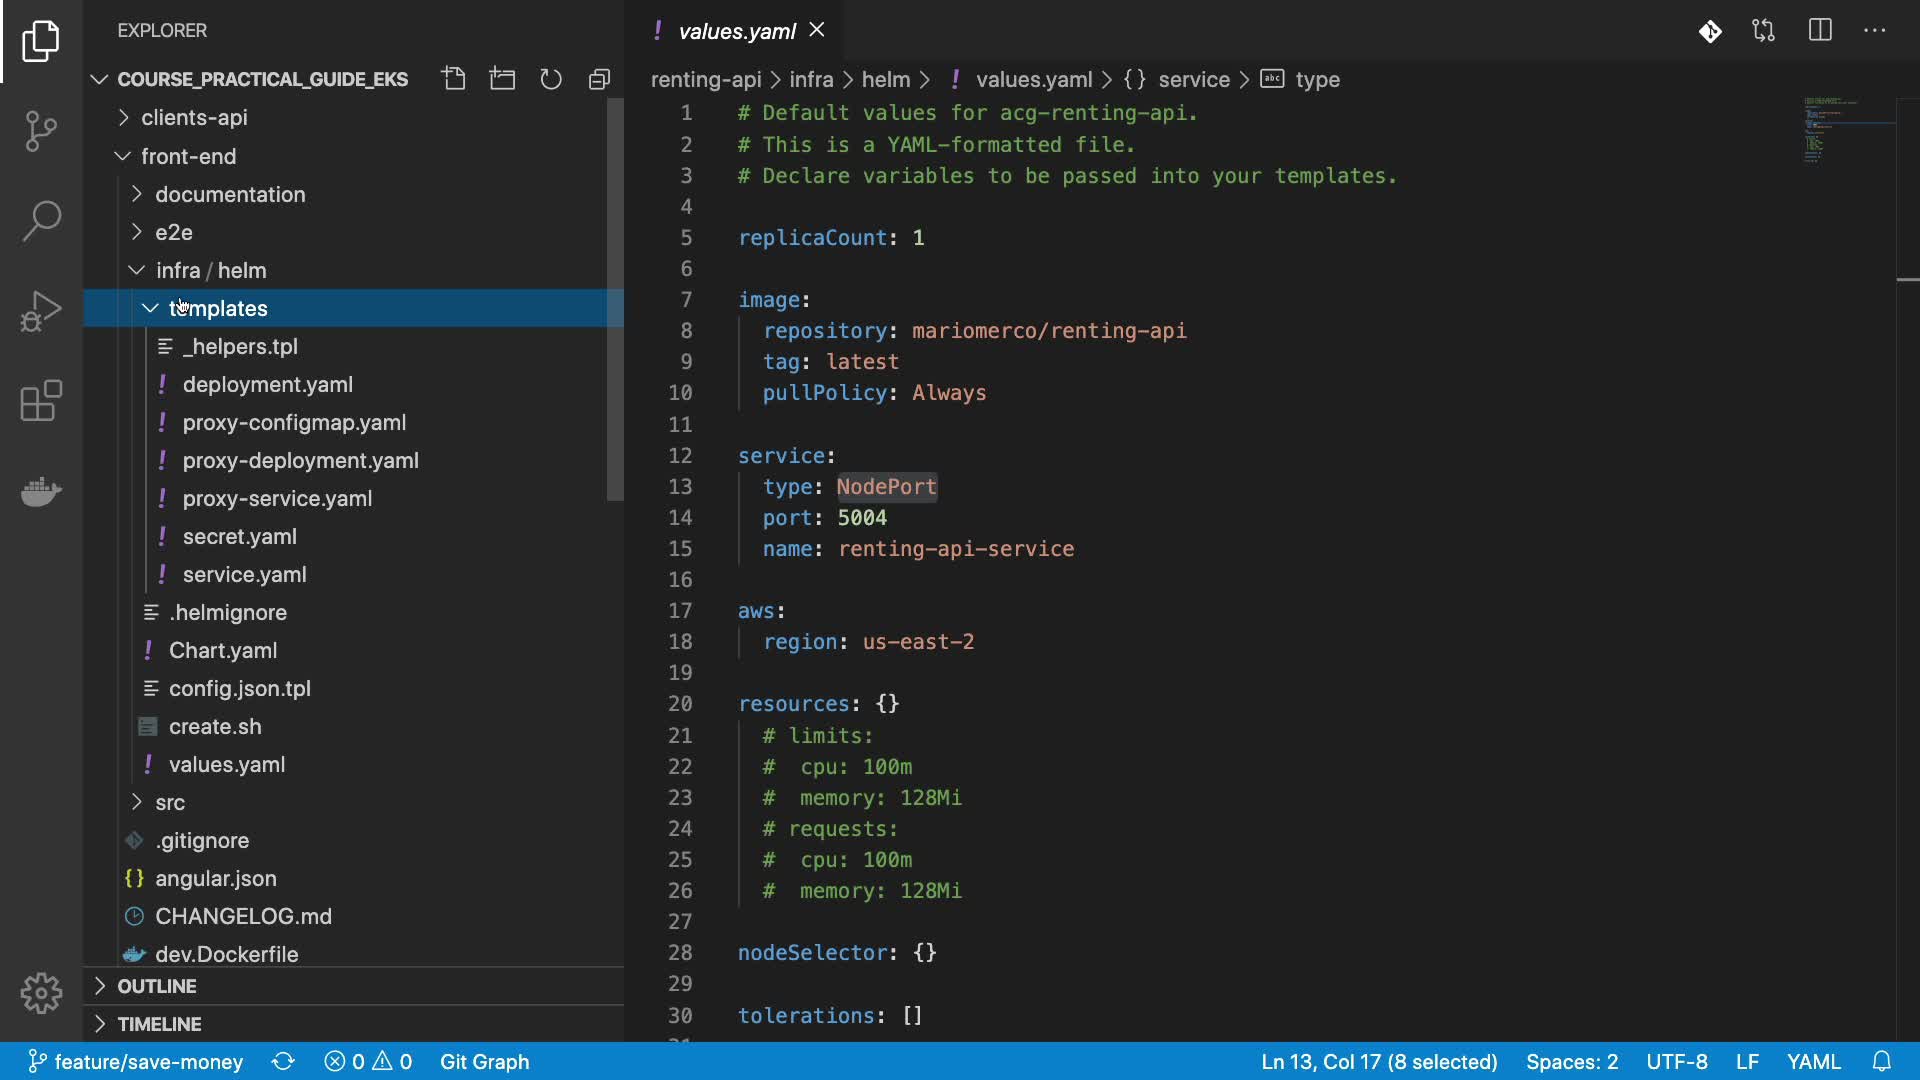 EXPLORER
COURSE_PRACTICAL_GUIDE_EKS
clients-api
front-end
documentation
e2e
infra / helm
templates
_helpers.tpl
deployment.yaml
proxy-configmap.yaml
proxy-deployment.yaml
proxy-service.yaml
secret.yaml
service.yaml
.helmignore
Chart.yaml
config.json.tpl
create.sh
values.yaml
src
.gitignore
angular.json
CHANGELOG.md
dev.Dockerfile
OUTLINE
TIMELINE
values.yaml
renting-api > infra > helm > ! values.yaml > {} service > abc type
1 # Default values for acg-renting-api.
2 # This is a YAML-formatted file.
3 # Declare variables to be passed into your templates.
4
5 replicaCount: 1
6
7 image:
8   repository: mariomerco/renting-api
9   tag: latest
10   pullPolicy: Always
11
12 service:
13   type: NodePort
14   port: 5004
15   name: renting-api-service
16
17 aws:
18   region: us-east-2
19
20 resources: {}
21   # limits:
22   #  cpu: 100m
23   #  memory: 128Mi
24   # requests:
25   #  cpu: 100m
26   #  memory: 128Mi
27
28 nodeSelector: {}
29
30 tolerations: []
feature/save-money 0 0 Git Graph Ln 13, Col 17 (8 selected) Spaces: 2 UTF-8 LF YAML